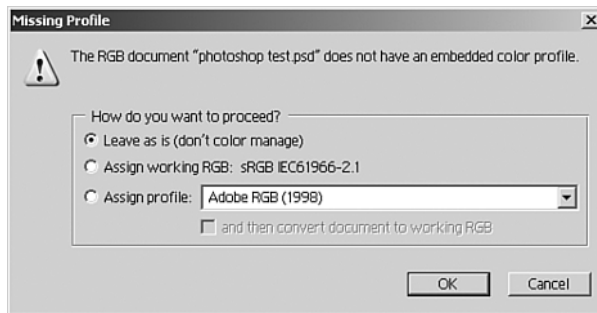 Missing Profile
The RGB document “photoshop test.psd” does not have an embedded color profile.
How do you want to proceed?
Leave as is (don't color manage)
Assign working RGB: sRGB IEC61966-2.1
Assign profile: Adobe RGB (1998)
and then convert document to working RGB
OK Cancel